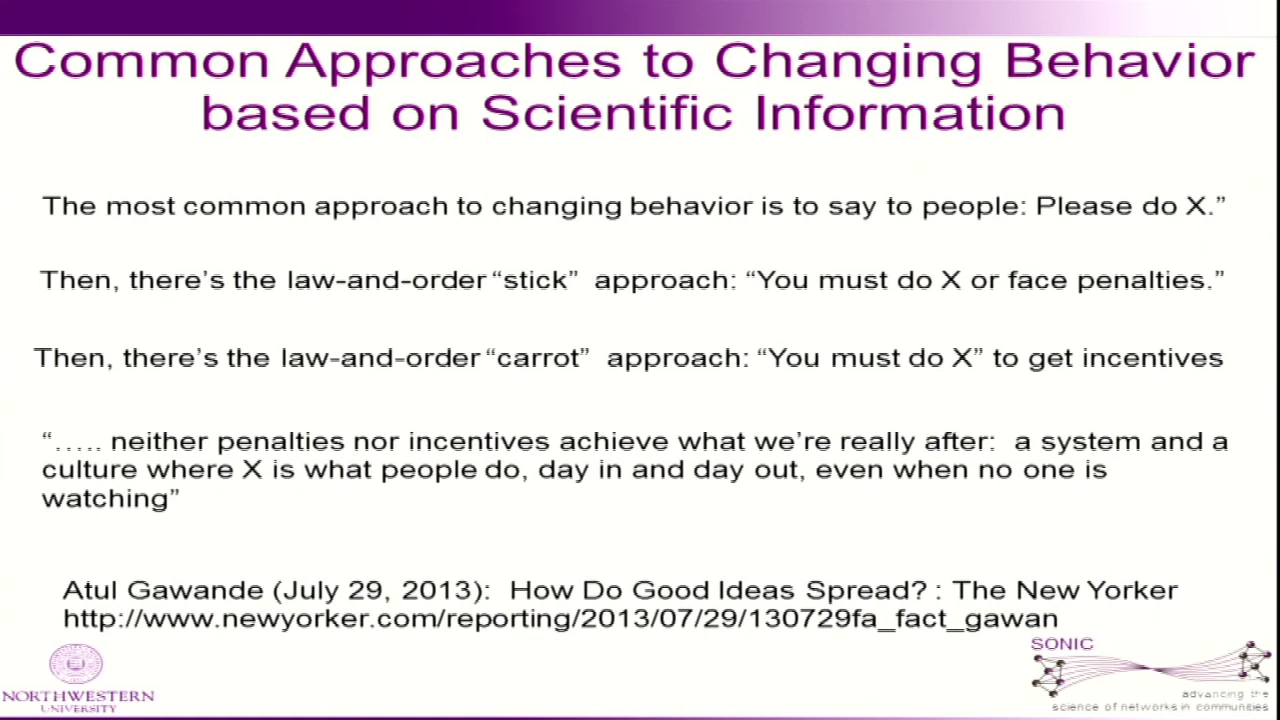 Common Approaches to Changing Behavior
based on Scientific Information
The most common approach to changing behavior is to say to people: Please do X.”
Then, there’s the law-and-order “stick” approach: “You must do X or face penalties.”
Then, there’s the law-and-order “carrot” approach: “You must do X” to get incentives
“….. neither penalties nor incentives achieve what we’re really after: a system and a
culture where X is what people do, day in and day out, even when no one is
watching”
Atul Gawande (July 29, 2013): How Do Good Ideas Spread? : The New Yorker
http://www.newyorker.com/reporting/2013/07/29/130729fa_fact_gawan
NORTHWESTERN
UNIVERSITY
SONIC
advancing the
science of networks in communities